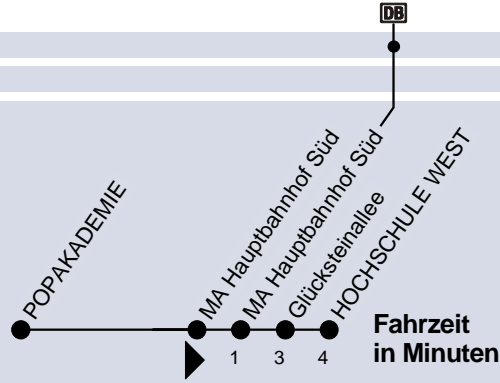 DB
POPAKADEMIE
MA Hauptbahnhof Süd
MA Hauptbahnhof Süd
Glücksteinallee
HOCHSCHULE WEST
Fahrzeit
1 3 4 in Minuten